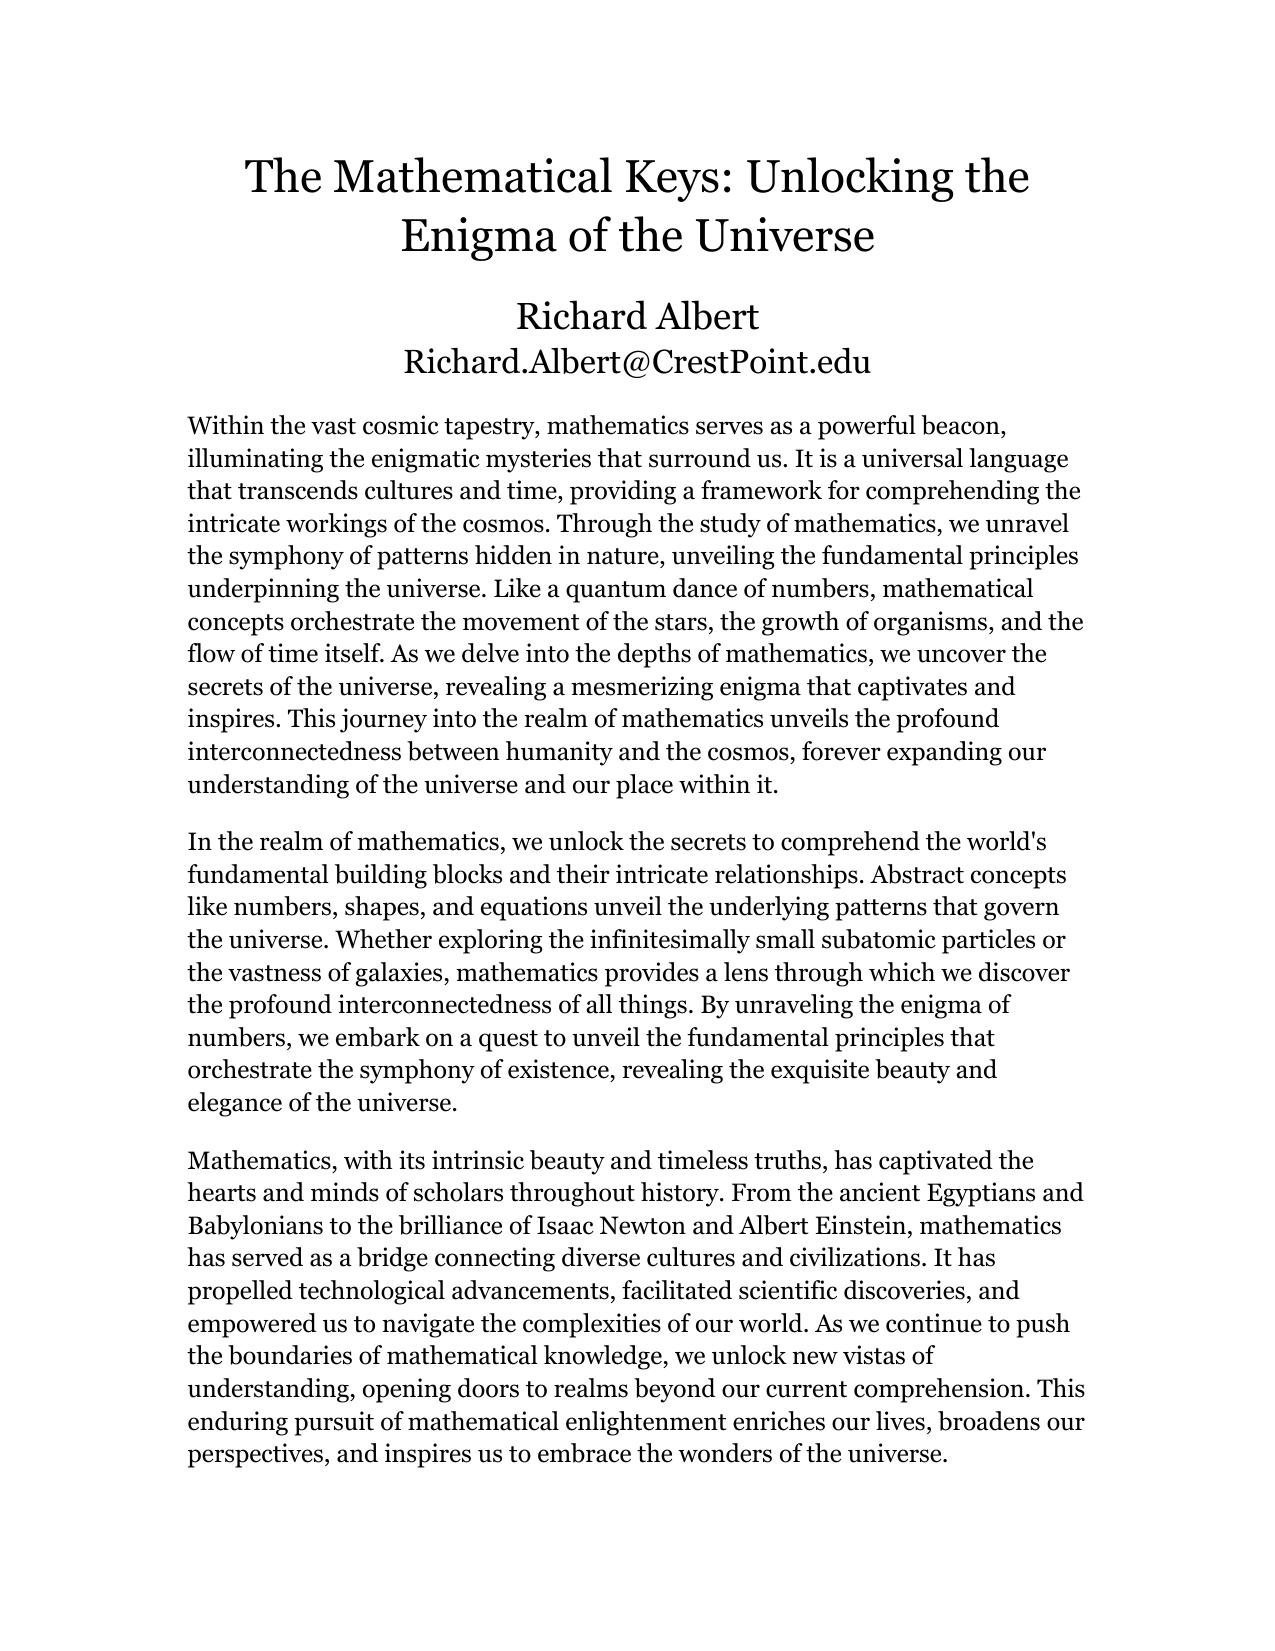 The Mathematical Keys: Unlocking the
Enigma of the Universe
Richard Albert
Richard.Albert@CrestPoint.edu
Within the vast cosmic tapestry, mathematics serves as a powerful beacon,
illuminating the enigmatic mysteries that surround us. It is a universal language
that transcends cultures and time, providing a framework for comprehending the
intricate workings of the cosmos. Through the study of mathematics, we unravel
the symphony of patterns hidden in nature, unveiling the fundamental principles
underpinning the universe. Like a quantum dance of numbers, mathematical
concepts orchestrate the movement of the stars, the growth of organisms, and the
flow of time itself. As we delve into the depths of mathematics, we uncover the
secrets of the universe, revealing a mesmerizing enigma that captivates and
inspires. This journey into the realm of mathematics unveils the profound
interconnectedness between humanity and the cosmos, forever expanding our
understanding of the universe and our place within it.
In the realm of mathematics, we unlock the secrets to comprehend the world's
fundamental building blocks and their intricate relationships. Abstract concepts
like numbers, shapes, and equations unveil the underlying patterns that govern
the universe. Whether exploring the infinitesimally small subatomic particles or
the vastness of galaxies, mathematics provides a lens through which we discover
the profound interconnectedness of all things. By unraveling the enigma of
numbers, we embark on a quest to unveil the fundamental principles that
orchestrate the symphony of existence, revealing the exquisite beauty and
elegance of the universe.
Mathematics, with its intrinsic beauty and timeless truths, has captivated the
hearts and minds of scholars throughout history. From the ancient Egyptians and
Babylonians to the brilliance of Isaac Newton and Albert Einstein, mathematics
has served as a bridge connecting diverse cultures and civilizations. It has
propelled technological advancements, facilitated scientific discoveries, and
empowered us to navigate the complexities of our world. As we continue to push
the boundaries of mathematical knowledge, we unlock new vistas of
understanding, opening doors to realms beyond our current comprehension. This
enduring pursuit of mathematical enlightenment enriches our lives, broadens our
perspectives, and inspires us to embrace the wonders of the universe.